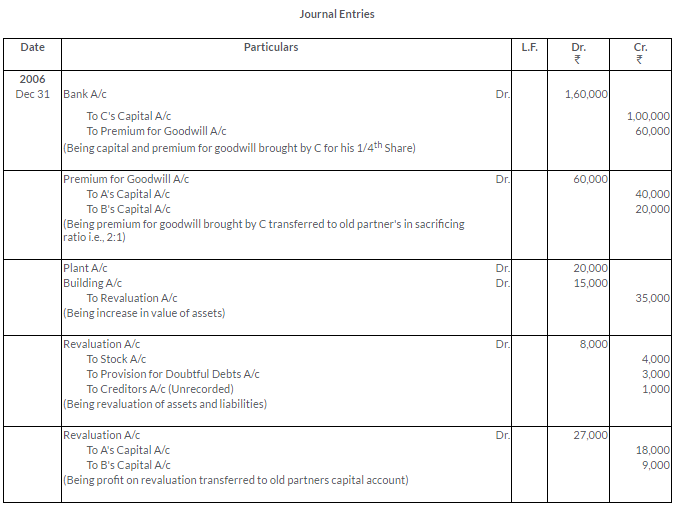 Journal Entries
Date Particulars L.F. Dr. Cr.
₹ ₹
2006
Dec 31 Bank A/c Dr. 1,60,000
To C's Capital A/c 1,00,000
To Premium for Goodwill A/c 60,000
(Being capital and premium for goodwill brought by C for his 1/4th Share)
Premium for Goodwill A/c Dr. 60,000
To A's Capital A/c 40,000
To B's Capital A/c 20,000
(Being premium for goodwill brought by C transferred to old partner's in sacrificing
ratio i.e., 2:1)
Plant A/c Dr. 20,000
Building A/c Dr. 15,000
To Revaluation A/c 35,000
(Being increase in value of assets)
Revaluation A/c Dr. 8,000
To Stock A/c 4,000
To Provision for Doubtful Debts A/c 3,000
To Creditors A/c (Unrecorded) 1,000
(Being revaluation of assets and liabilities)
Revaluation A/c Dr. 27,000
To A's Capital A/c 18,000
To B's Capital A/c 9,000
(Being profit on revaluation transferred to old partners capital account)